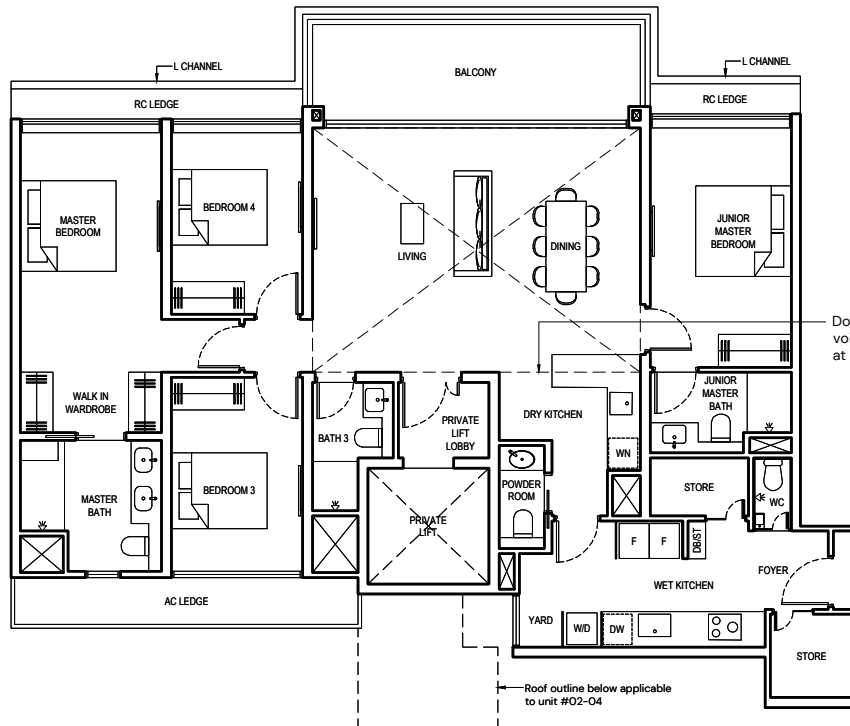 L CHANNEL
BALCONY
L CHANNEL
RC LEDGE
RC LEDGE
MASTER
BEDROOM
BEDROOM 4
JUNIOR
MASTER
BEDROOM
LIVING
DINING
Do
vo
at
WALK IN
WARDROBE
BATH 3
PRIVATE
LIFT
LOBBY
DRY KITCHEN
JUNIOR
MASTER
BATH
WN
MASTER
BATH
BEDROOM 3
PRIVATE
LIFT
POWDER
ROOM
STORE
WC
F
F
DB/ST
WET KITCHEN
FOYER
AC LEDGE
YARD
W/D
DW
STORE
Roof outline below applicable
to unit #02-04